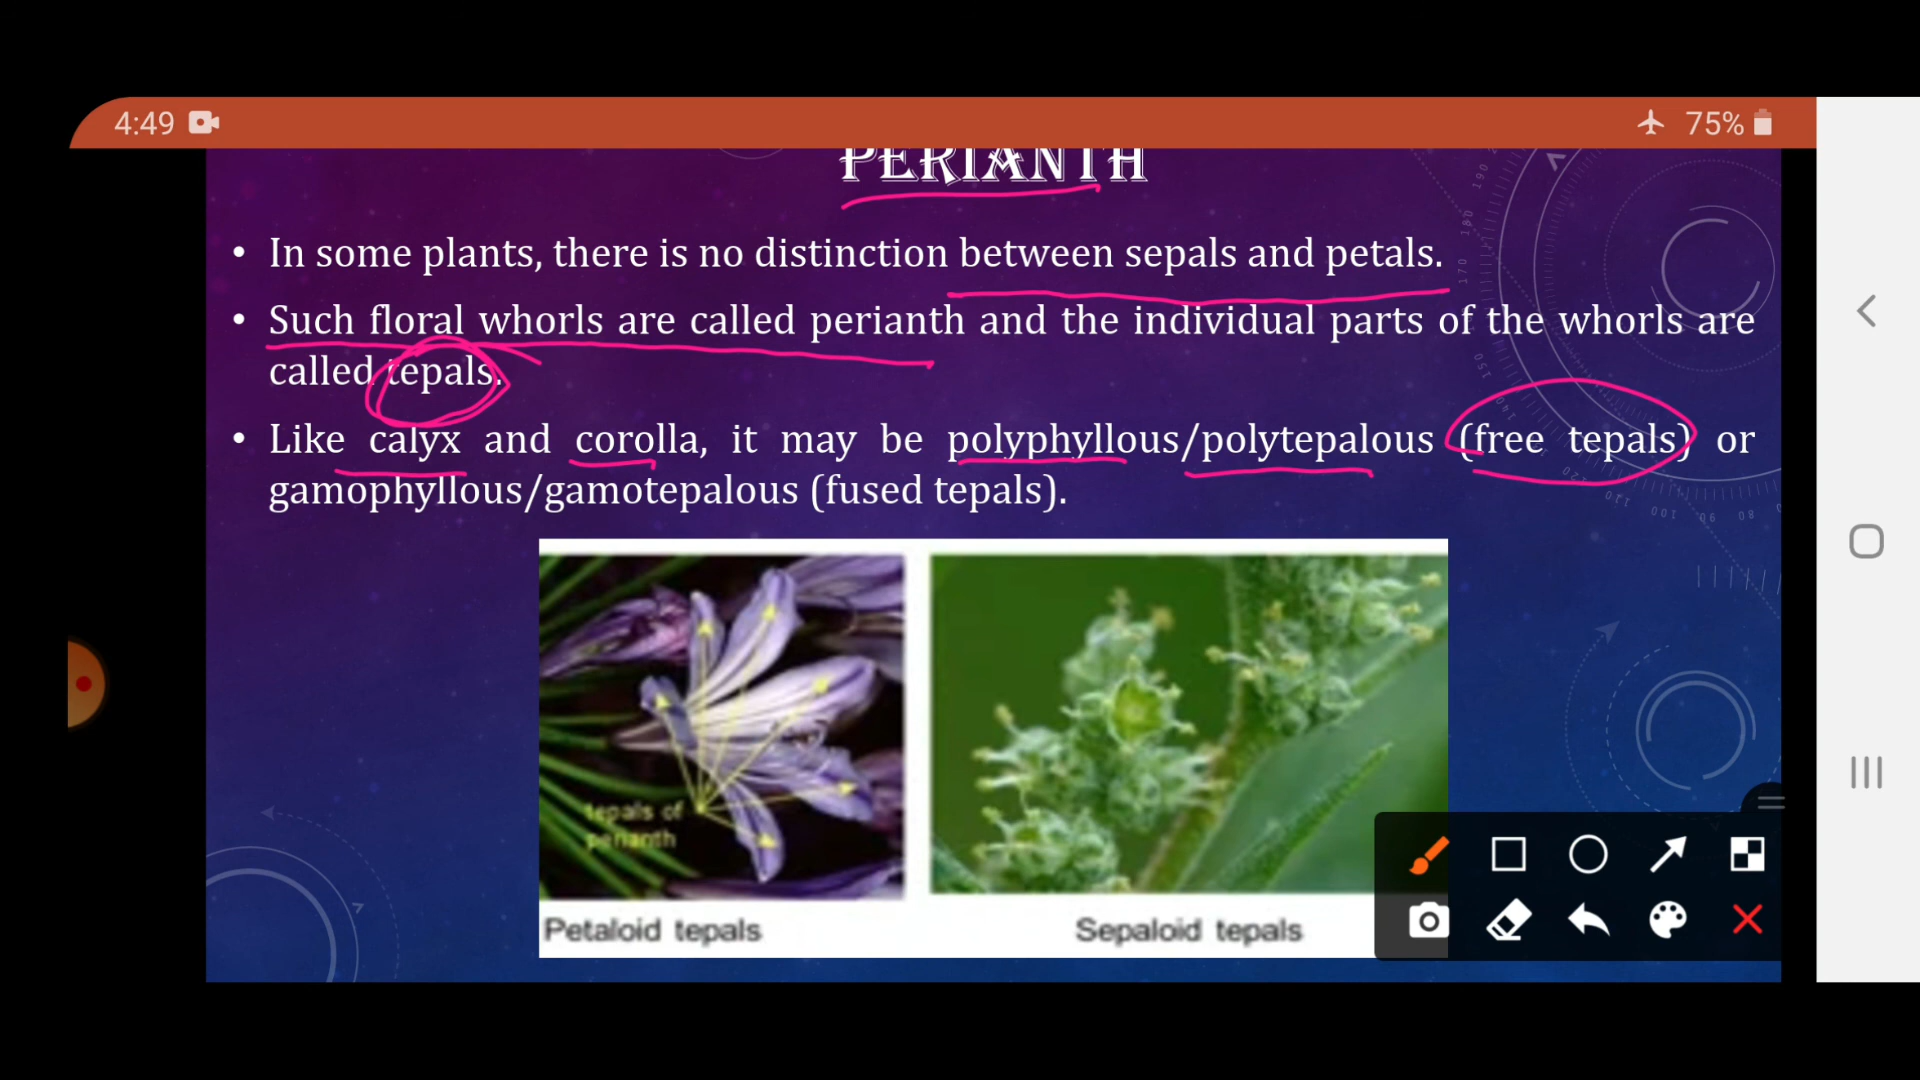 4:49
75%
PERIANTH
• In some plants, there is no distinction between sepals and petals.
• Such floral whorls are called perianth and the individual parts of the whorls are
called tepals.
• Like calyx and corolla, it may be polyphyllous/polytepalous (free tepals) or
gamophyllous/gamotepalous (fused tepals).
tepals of
perianth
Petaloid tepals
Sepaloid tepals